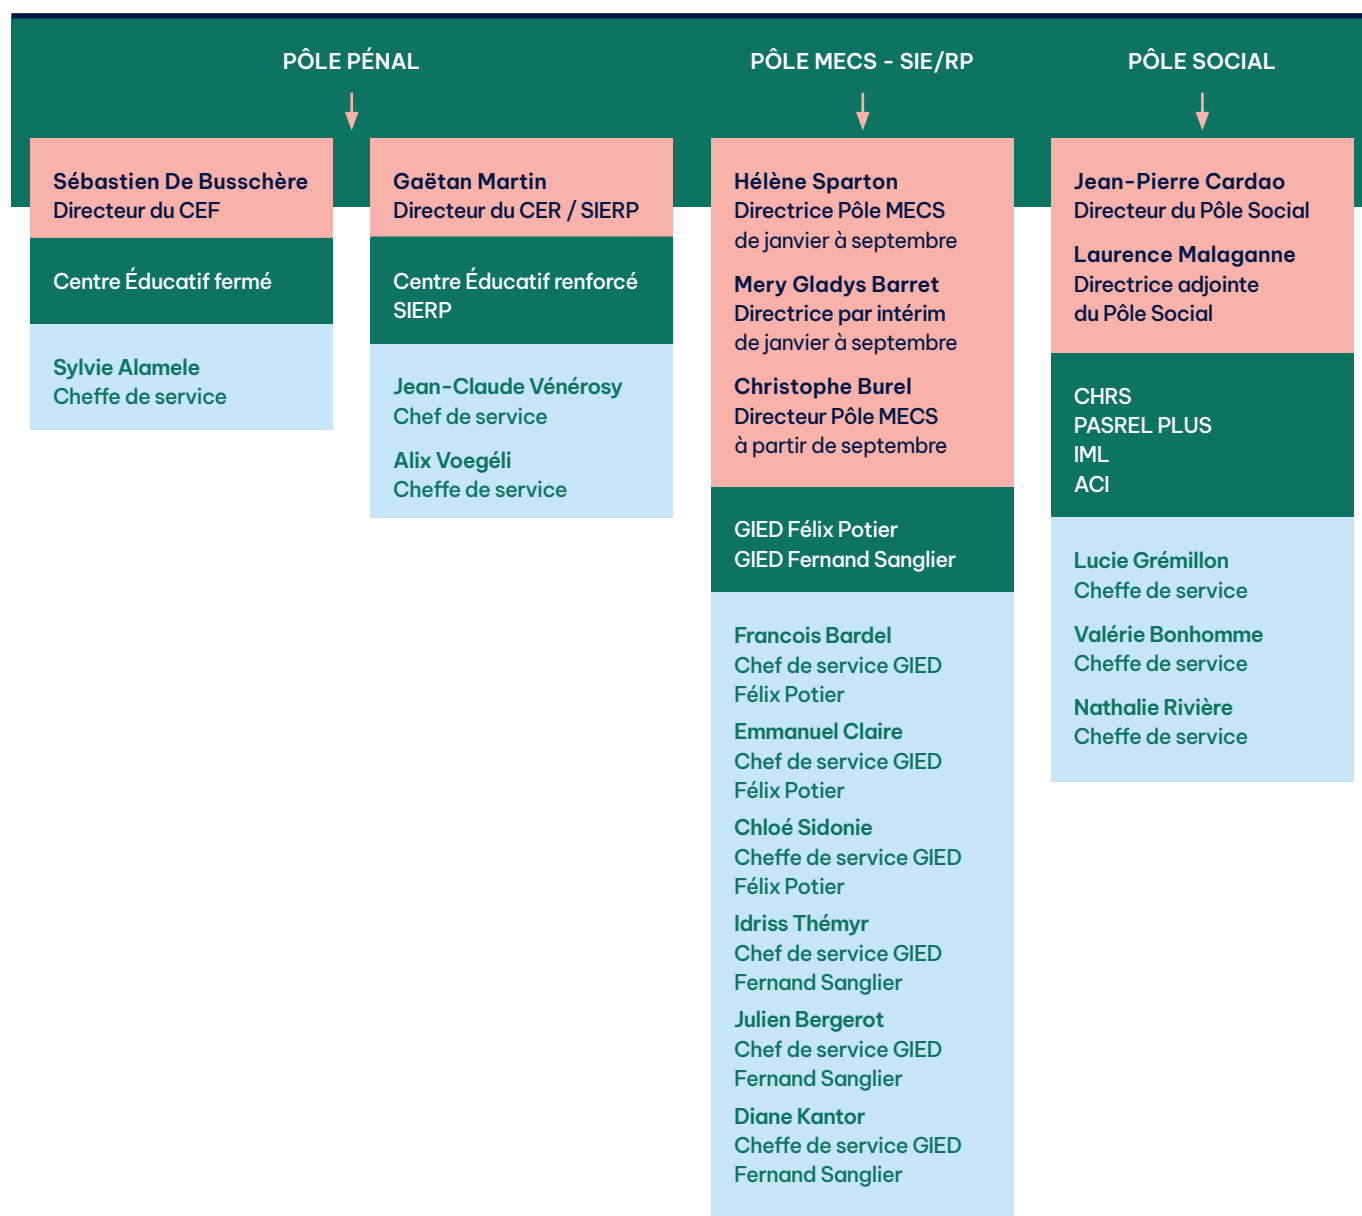 PÔLE PÉNAL
Sébastien De Busschère
Directeur du CEF
Centre Éducatif fermé
Sylvie Alamele
Cheffe de service
Gaëtan Martin
Directeur du CER / SIERP
Centre Éducatif renforcé
SIERP
Jean-Claude Vénérosy
Chef de service
Alix Voegéli
Cheffe de service
PÔLE MECS - SIE/RP
Hélène Sparton
Directrice Pôle MECS
de janvier à septembre
Mery Gladys Barret
Directrice par intérim
de janvier à septembre
Christophe Burel
Directeur Pôle MECS
à partir de septembre
GIED Félix Potier
GIED Fernand Sanglier
Francois Bardel
Chef de service GIED
Félix Potier
Emmanuel Claire
Chef de service GIED
Félix Potier
Chloé Sidonie
Cheffe de service GIED
Félix Potier
Idriss Thémyr
Chef de service GIED
Fernand Sanglier
Julien Bergerot
Chef de service GIED
Fernand Sanglier
Diane Kantor
Cheffe de service GIED
Fernand Sanglier
PÔLE SOCIAL
Jean-Pierre Cardao
Directeur du Pôle Social
Laurence Malaganne
Directrice adjointe
du Pôle Social
CHRS
PASREL PLUS
IML
ACI
Lucie Grémillon
Cheffe de service
Valérie Bonhomme
Cheffe de service
Nathalie Rivière
Cheffe de service